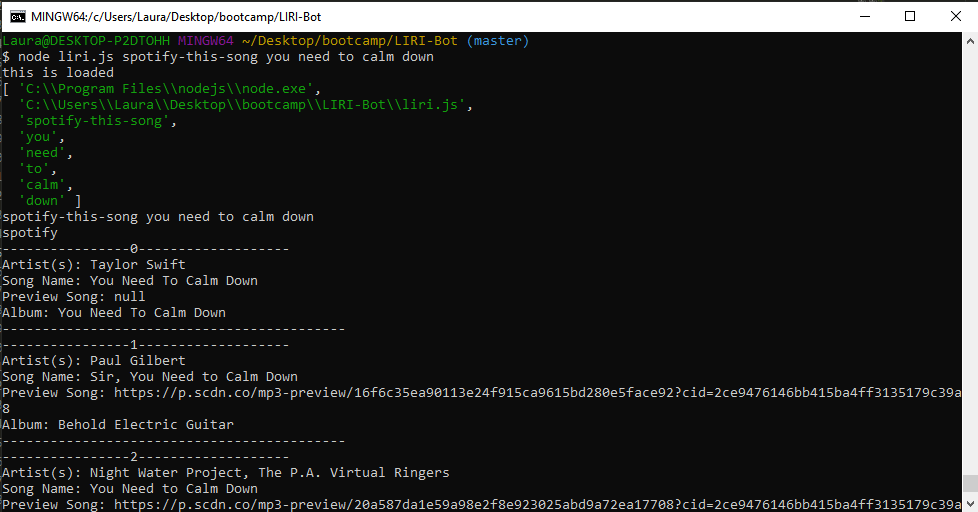 MINGW64:/c/Users/Laura/Desktop/bootcamp/LIRI-Bot
Laura@DESKTOP-P2DTOHH MINGW64 ~/Desktop/bootcamp/LIRI-Bot (master)
$ node liri.js spotify-this-song you need to calm down
this is loaded
[ 'C:\\Program Files\\nodejs\\node.exe',
  'C:\\Users\\Laura\\Desktop\\bootcamp\\LIRI-Bot\\liri.js',
  'spotify-this-song',
  'you',
  'need',
  'to',
  'calm',
  'down' ]
spotify-this-song you need to calm down
spotify
----------------0-------------------
Artist(s): Taylor Swift
Song Name: You Need To Calm Down
Preview Song: null
Album: You Need To Calm Down
-------------------------------------------
----------------1-------------------
Artist(s): Paul Gilbert
Song Name: Sir, You Need to Calm Down
Preview Song: https://p.scdn.co/mp3-preview/16f6c35ea90113e24f915ca9615bd280e5face92?cid=2ce9476146bb415ba4ff3135179c39a
8
Album: Behold Electric Guitar
-------------------------------------------
----------------2-------------------
Artist(s): Night Water Project, The P.A. Virtual Ringers
Song Name: You Need to Calm Down
Preview Song: https://p.scdn.co/mp3-preview/20a587da1e59a98e2f8e923025abd9a72ea17708?cid=2ce9476146bb415ba4ff3135179c39a